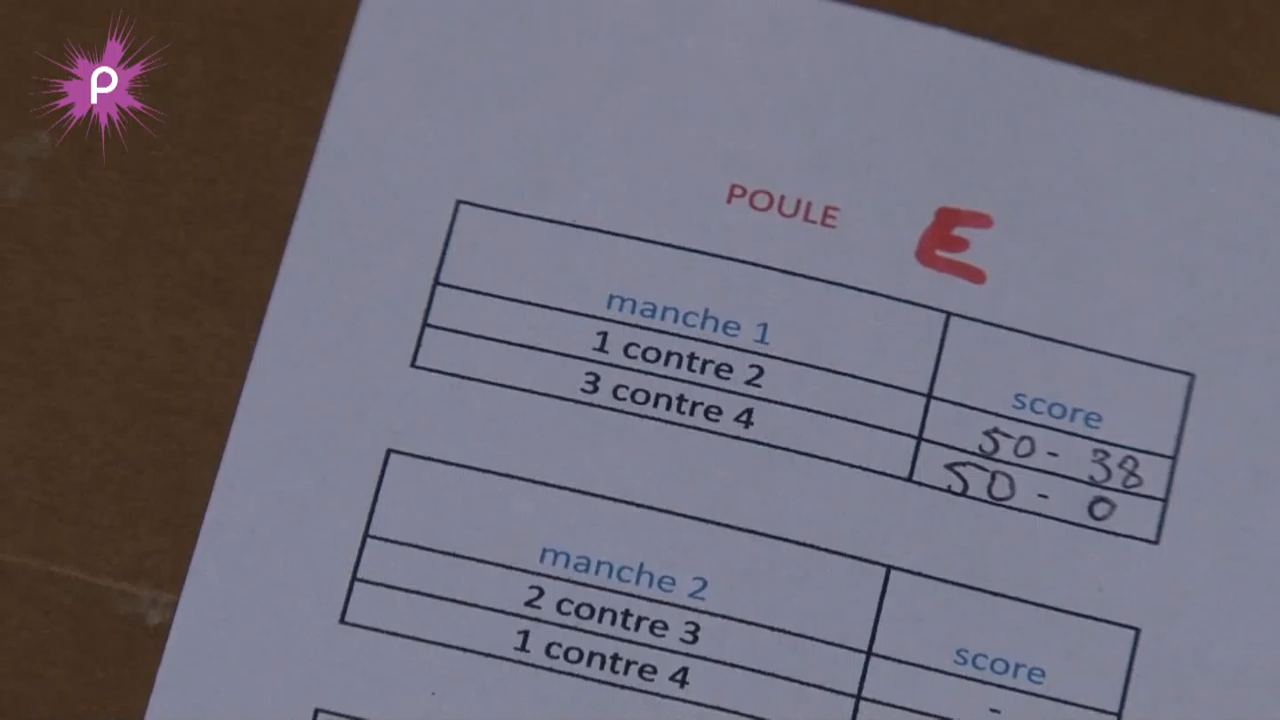 P
POULE E
manche 1 score
1 contre 2 50 - 38
3 contre 4 50 - 0
manche 2 score
2 contre 3 -
1 contre 4